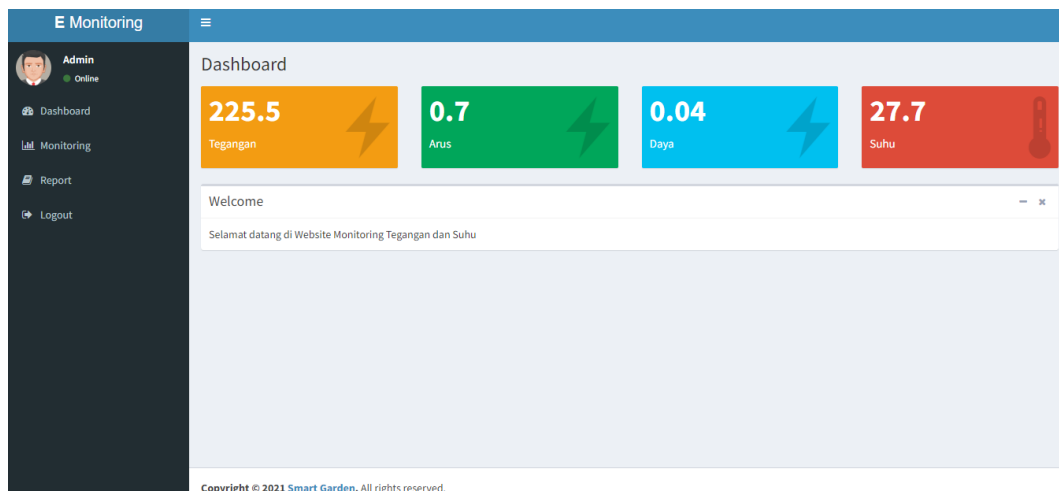 E Monitoring
Admin
Online
Dashboard
Monitoring
Report
Logout
Dashboard
225.5
Tegangan
0.7
Arus
0.04
Daya
27.7
Suhu
Welcome
Selamat datang di Website Monitoring Tegangan dan Suhu
Copyright © 2021 Smart Garden. All rights reserved.